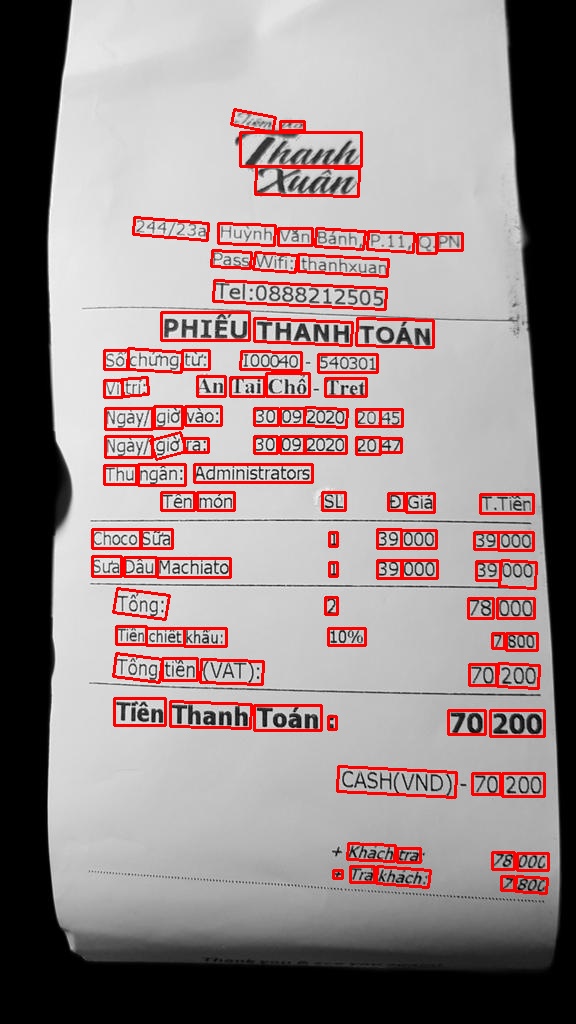 Tiệm trà
Thanh
Xuân
244/23a Huỳnh Văn Bánh, P.11, Q.PN
Pass Wifi: thanhxuan
Tel:0888212505
PHIẾU THANH TOÁN
Số chứng từ: I00040 - 540301
Vị trí: Ăn Tại Chỗ - Tret
Ngày/ giờ vào: 30 09 2020 20 45
Ngày/ giờ ra: 30 09 2020 20 47
Thu ngân: Administrators
Tên món SL Đ Giá T.Tiền
Choco Sữa 1 39 000 39 000
Sưa Dâu Machiato 1 39 000 39 000
Tổng: 2 78 000
Tiền chiết khấu: 10% 7 800
Tổng tiền (VAT): 70 200
Tiền Thanh Toán : 70 200
CASH(VND) - 70 200
+ Khách trả: 78 000
+ Trả khách: 7 800